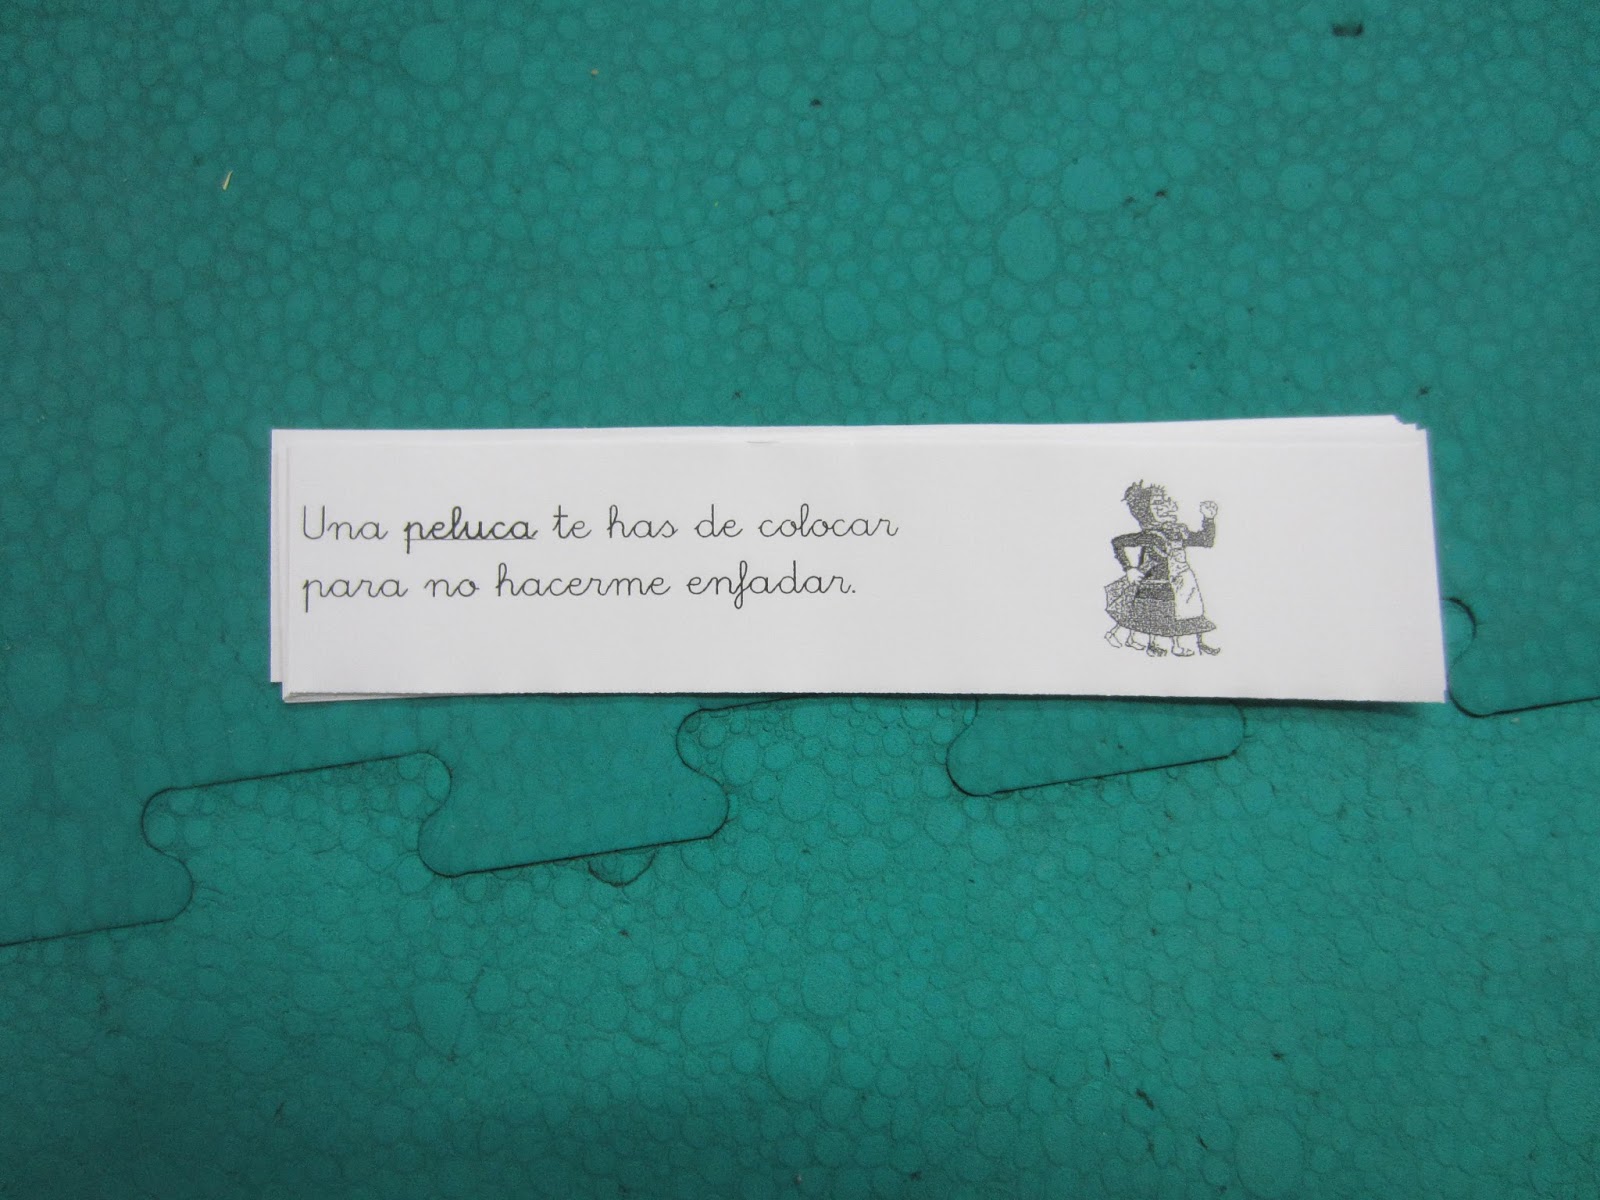 Una peluca te has de colocar
para no hacerme enfadar.